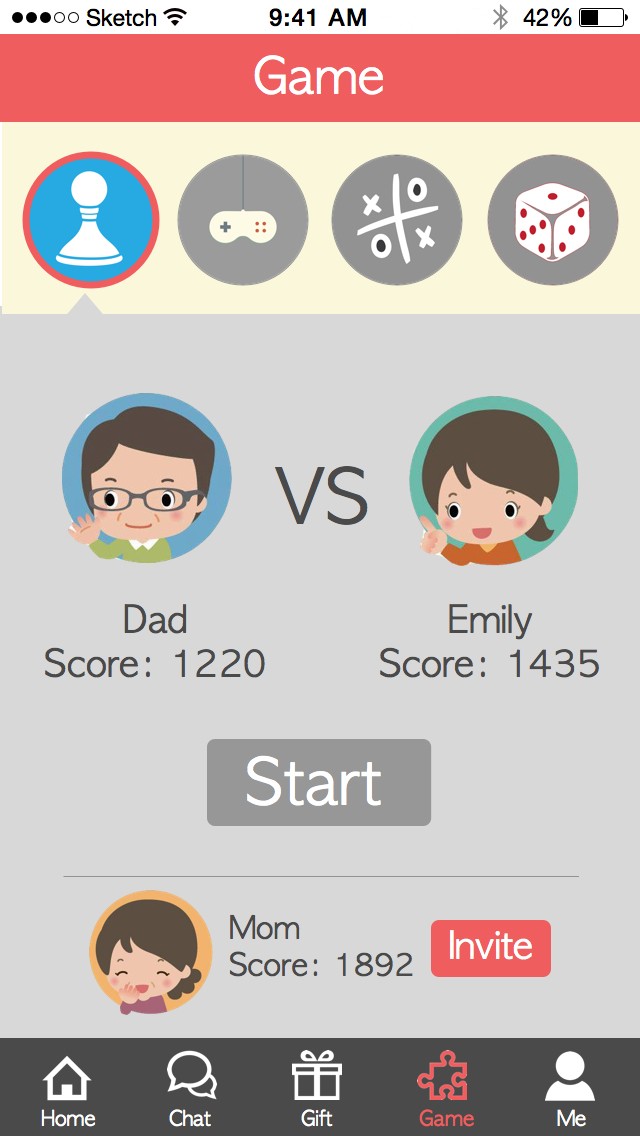 Sketch 9:41 AM 42%
Game
VS
Dad Emily
Score: 1220 Score: 1435
Start
Mom
Score: 1892
Invite
Home Chat Gift Game Me